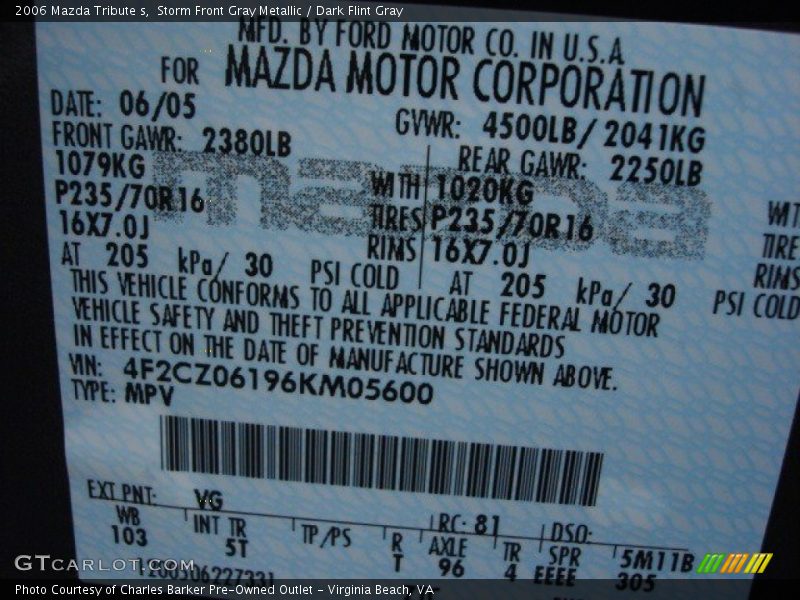 2006 Mazda Tribute s, Storm Front Gray Metallic / Dark Flint Gray
MFD. BY FORD MOTOR CO. IN U.S.A
FOR MAZDA MOTOR CORPORATION
DATE: 06/05 GVWR: 4500LB/ 2041KG
FRONT GAWR: 2380LB REAR GAWR: 2250LB
1079KG WITH 1020KG WIT
P235/70R16 TIRES P235/70R16 TIRE
16X7.0J RIMS 16X7.0J RIMS
AT 205 kPa/ 30 PSI COLD AT 205 kPa/ 30 PSI COLD
THIS VEHICLE CONFORMS TO ALL APPLICABLE FEDERAL MOTOR
VEHICLE SAFETY AND THEFT PREVENTION STANDARDS
IN EFFECT ON THE DATE OF MANUFACTURE SHOWN ABOVE.
VIN: 4F2CZ06196KM05600
TYPE: MPV
mazda
EXT PNT: VG RC: 81 DSO:
WB INT TR TP/PS R AXLE TR SPR 5M11B
103 5T T 96 4 EEEE 305
GTCARLOT.COM
Photo Courtesy of Charles Barker Pre-Owned Outlet - Virginia Beach, VA